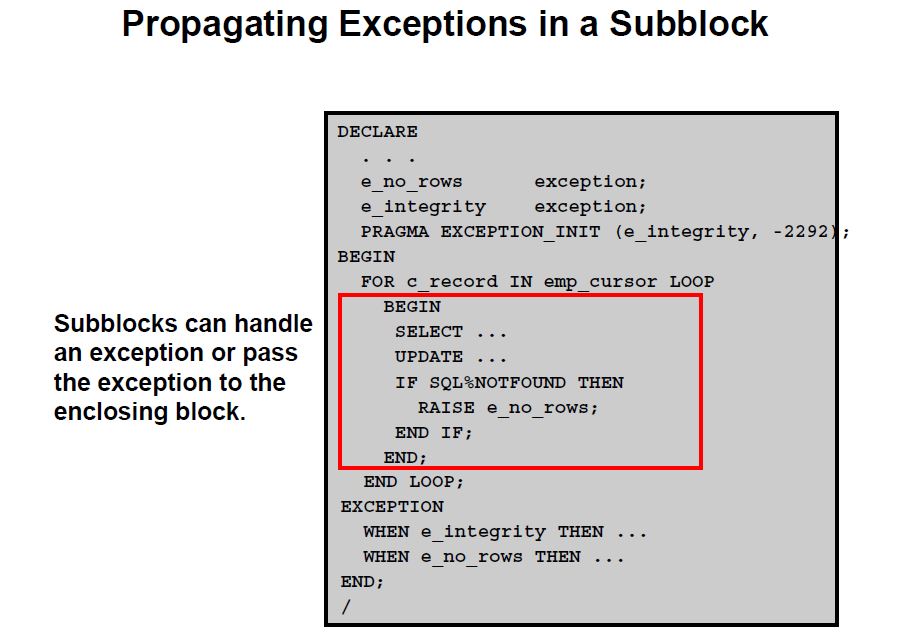 Propagating Exceptions in a Subblock
Subblocks can handle
an exception or pass
the exception to the
enclosing block.
DECLARE
. . .
e_no_rows exception;
e_integrity exception;
PRAGMA EXCEPTION_INIT (e_integrity, -2292);
BEGIN
FOR c_record IN emp_cursor LOOP
BEGIN
SELECT ...
UPDATE ...
IF SQL%NOTFOUND THEN
RAISE e_no_rows;
END IF;
END;
END LOOP;
EXCEPTION
WHEN e_integrity THEN ...
WHEN e_no_rows THEN ...
END;
/